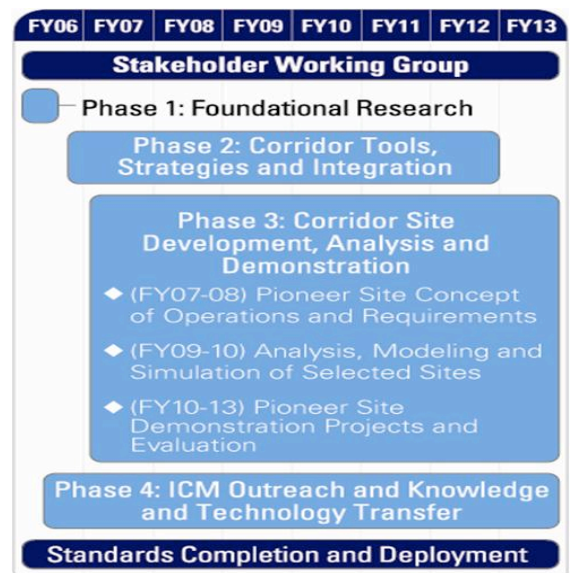 FY06 FY07 FY08 FY09 FY10 FY11 FY12 FY13
Stakeholder Working Group
Phase 1: Foundational Research
Phase 2: Corridor Tools,
Strategies and Integration
Phase 3: Corridor Site
Development, Analysis and
Demonstration
◆ (FY07-08) Pioneer Site Concept
of Operations and Requirements
◆ (FY09-10) Analysis, Modeling and
Simulation of Selected Sites
◆ (FY10-13) Pioneer Site
Demonstration Projects and
Evaluation
Phase 4: ICM Outreach and Knowledge
and Technology Transfer
Standards Completion and Deployment